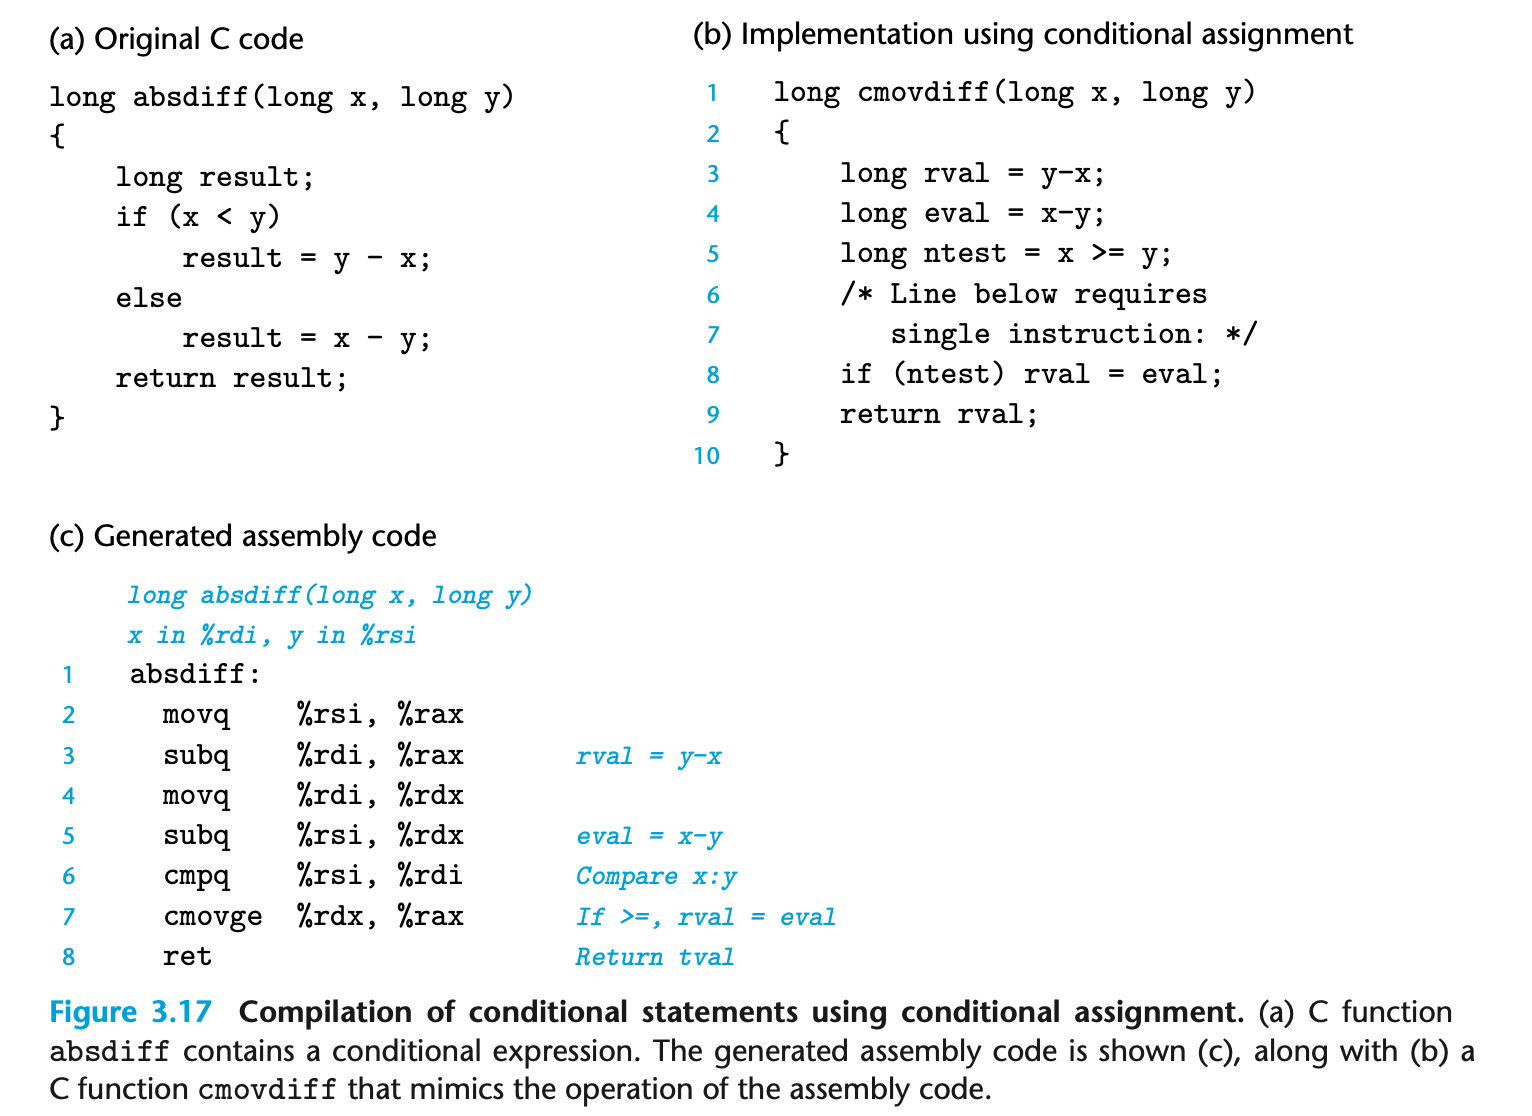 (a) Original C code
long absdiff(long x, long y)
{
    long result;
    if (x < y)
        result = y - x;
    else
        result = x - y;
    return result;
}
(b) Implementation using conditional assignment
1   long cmovdiff(long x, long y)
2   {
3       long rval = y-x;
4       long eval = x-y;
5       long ntest = x >= y;
6       /* Line below requires
7          single instruction: */
8       if (ntest) rval = eval;
9       return rval;
10  }
(c) Generated assembly code
    long absdiff(long x, long y)
    x in %rdi, y in %rsi
1   absdiff:
2     movq    %rsi, %rax
3     subq    %rdi, %rax    rval = y-x
4     movq    %rdi, %rdx
5     subq    %rsi, %rdx    eval = x-y
6     cmpq    %rsi, %rdi    Compare x:y
7     cmovge  %rdx, %rax    If >=, rval = eval
8     ret                   Return tval
Figure 3.17 Compilation of conditional statements using conditional assignment. (a) C function
absdiff contains a conditional expression. The generated assembly code is shown (c), along with (b) a
C function cmovdiff that mimics the operation of the assembly code.